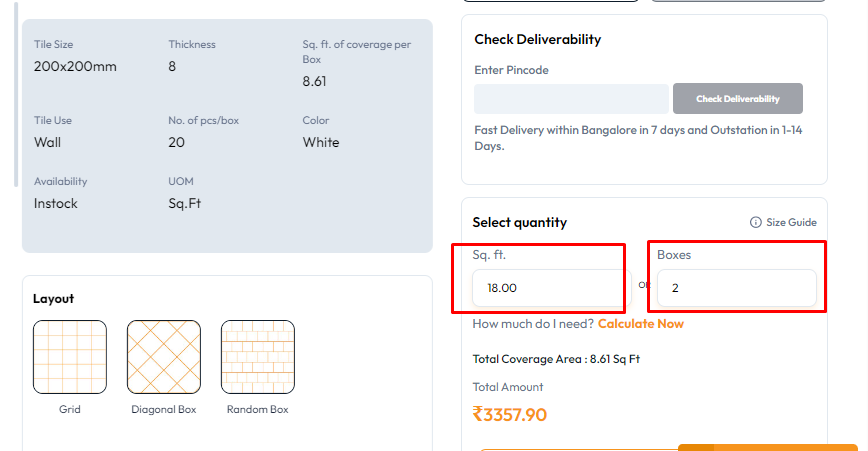 Tile Size
200x200mm
Thickness
8
Sq. ft. of coverage per
Box
8.61
Tile Use
Wall
No. of pcs/box
20
Color
White
Availability
Instock
UOM
Sq.Ft
Layout
Grid
Diagonal Box
Random Box
Check Deliverability
Enter Pincode
Check Deliverability
Fast Delivery within Bangalore in 7 days and Outstation in 1-14
Days.
Select quantity
Size Guide
Sq. ft.
18.00
OR
Boxes
2
How much do I need? Calculate Now
Total Coverage Area : 8.61 Sq Ft
Total Amount
₹3357.90